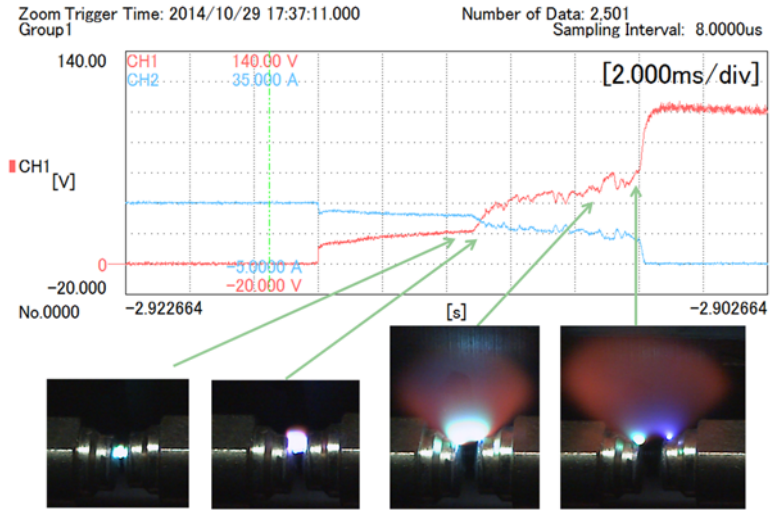 Zoom Trigger Time: 2014/10/29 17:37:11.000 Number of Data: 2,501
Group1 Sampling Interval: 8.0000us
140.00 CH1 140.00 V
CH2 35.000 A [2.000ms/div]
CH1
[V]
0 -5.0000 A
-20.000 -20.000 V
No.0000 -2.922664 [s] -2.902664